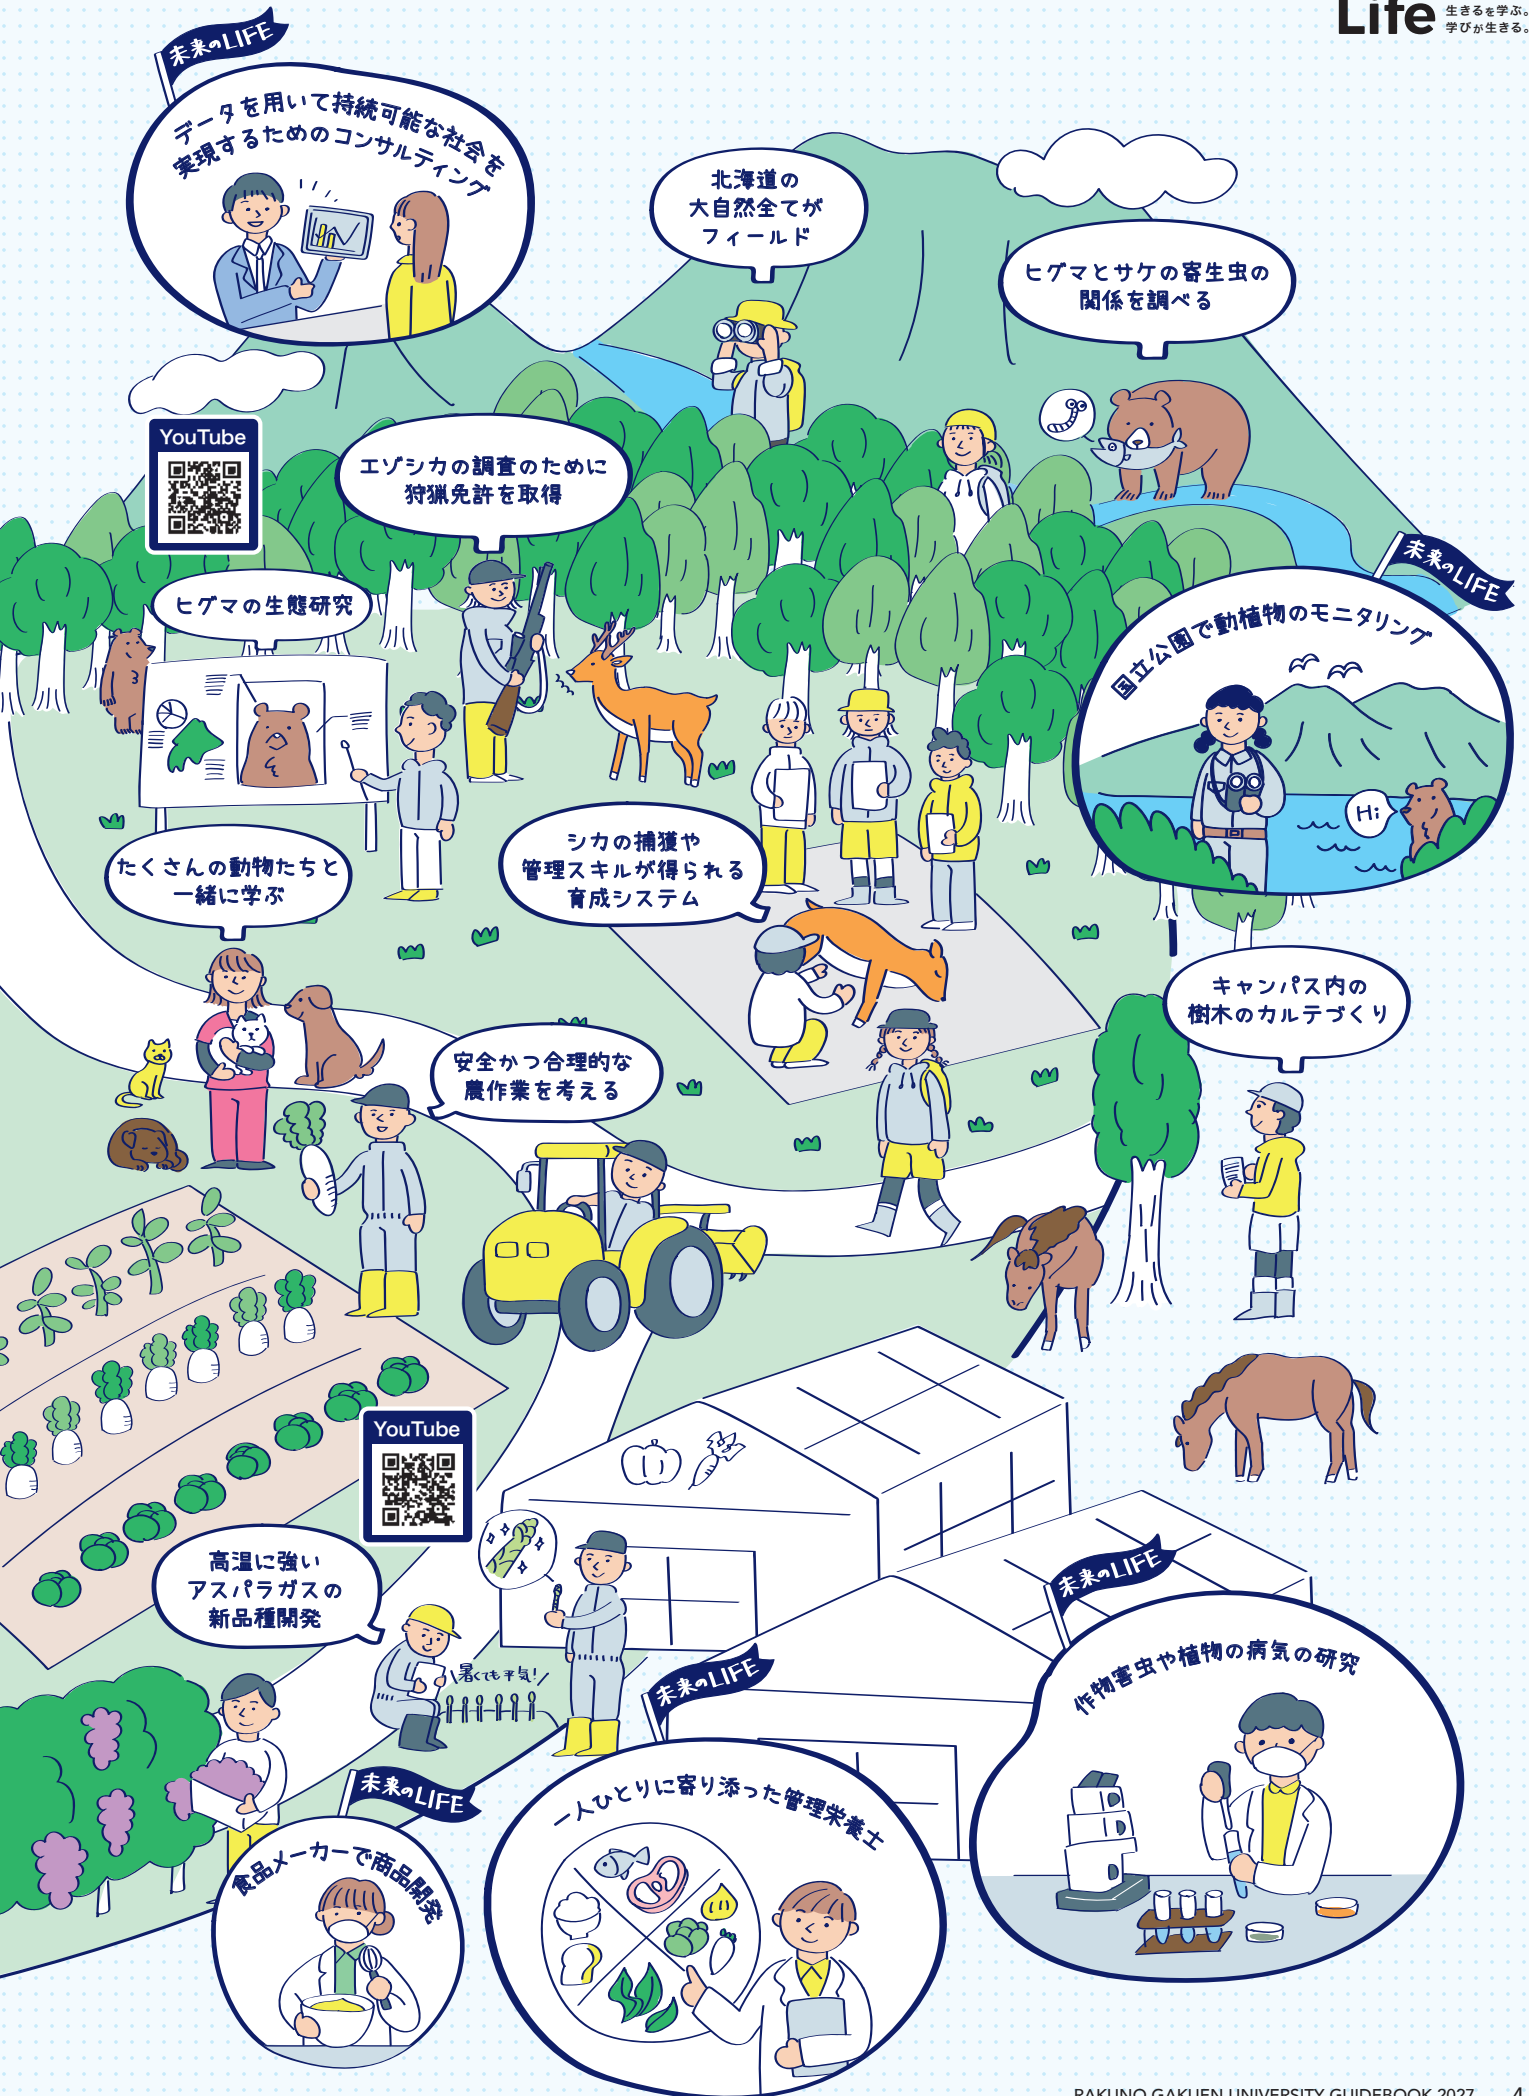 Life
生きるを学ぶ。
学びが生きる。
未来のLIFE
データを用いて持続可能な社会を
実現するためのコンサルティング
北海道の
大自然全てが
フィールド
ヒグマとサケの寄生虫の
関係を調べる
YouTube
エゾシカの調査のために
狩猟免許を取得
未来のLIFE
国立公園で動植物のモニタリング
Hi
ヒグマの生態研究
たくさんの動物たちと
一緒に学ぶ
シカの捕獲や
管理スキルが得られる
育成システム
キャンパス内の
樹木のカルテづくり
安全かつ合理的な
農作業を考える
YouTube
高温に強い
アスパラガスの
新品種開発
暑くても平気!
未来のLIFE
作物害虫や植物の病気の研究
未来のLIFE
一人ひとりに寄り添った管理栄養士
未来のLIFE
食品メーカーで商品開発
RAKUNO GAKUEN UNIVERSITY GUIDEBOOK 2027 4